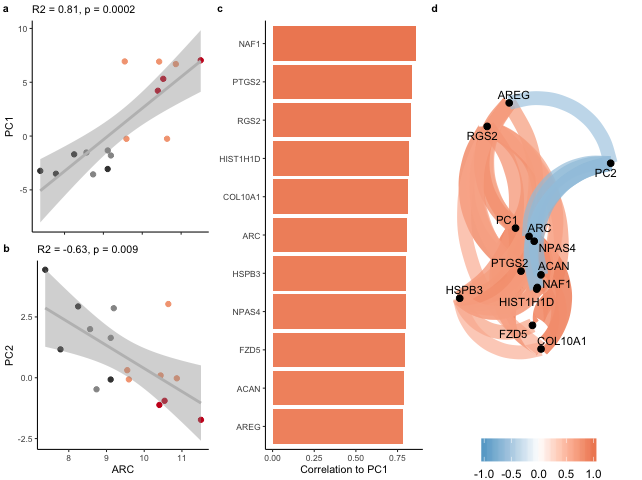 a
R2 = 0.81, p = 0.0002
10
5
0
-5
PC1
b
R2 = -0.63, p = 0.009
2.5
0.0
-2.5
PC2
8
9
10
11
ARC
c
NAF1
PTGS2
RGS2
HIST1H1D
COL10A1
ARC
HSPB3
NPAS4
FZD5
ACAN
AREG
0.00
0.25
0.50
0.75
Correlation to PC1
d
AREG
RGS2
PC2
PC1
ARC
NPAS4
PTGS2
ACAN
NAF1
HSPB3
HIST1H1D
FZD5
COL10A1
-1.0
-0.5
0.0
0.5
1.0